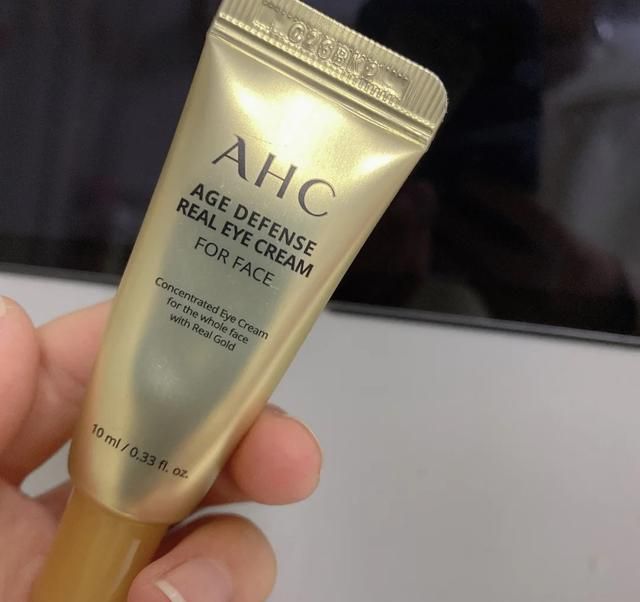 AHC
AGE DEFENSE
REAL EYE CREAM
FOR FACE
Concentrated Eye Cream
for the whole face
with Real Gold
10 ml / 0.33 fl. oz.